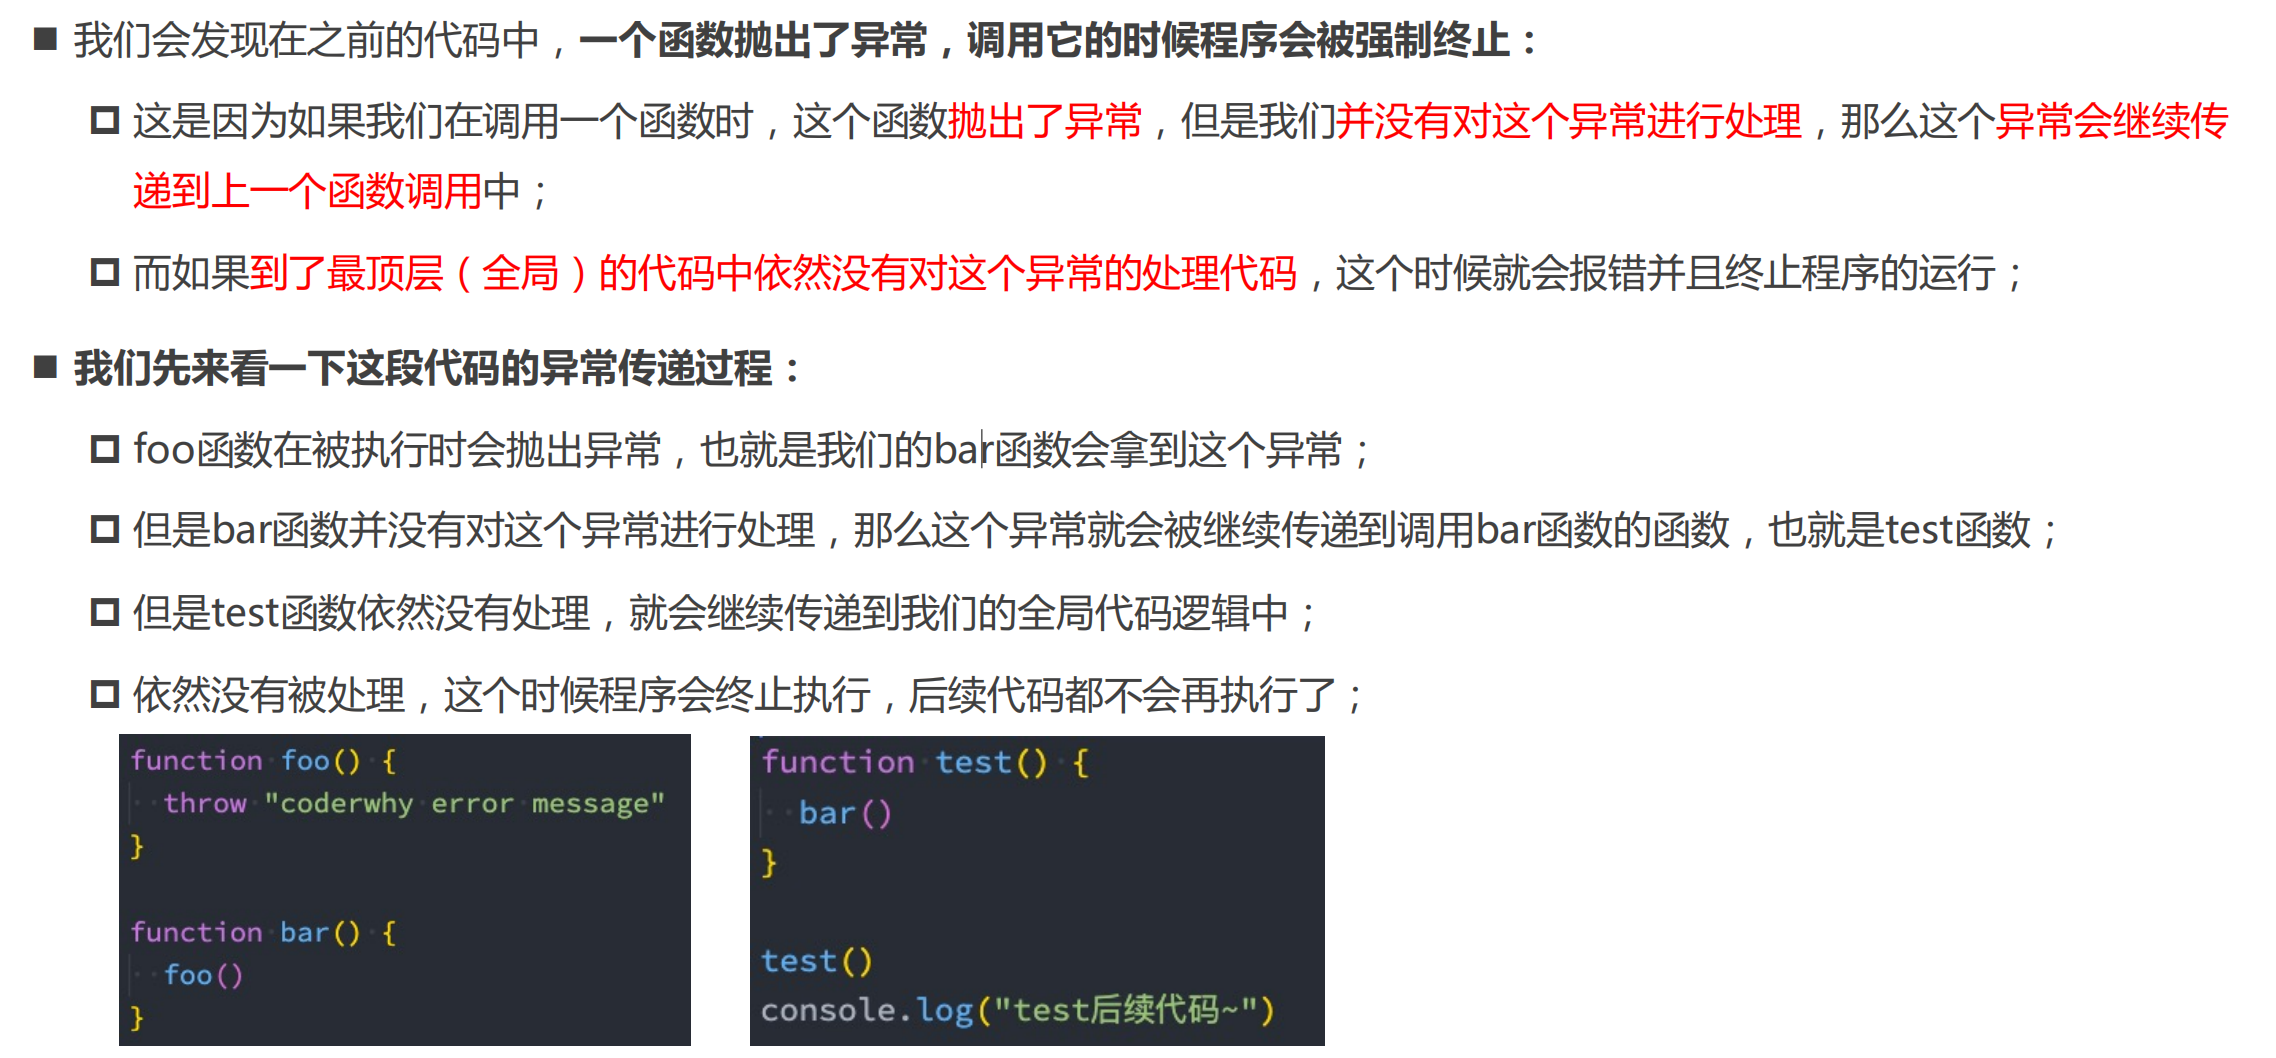 我们会发现在之前的代码中，一个函数抛出了异常，调用它的时候程序会被强制终止：
这是因为如果我们在调用一个函数时，这个函数抛出了异常，但是我们并没有对这个异常进行处理，那么这个异常会继续传
递到上一个函数调用中；
而如果到了最顶层（全局）的代码中依然没有对这个异常的处理代码，这个时候就会报错并且终止程序的运行；
我们先来看一下这段代码的异常传递过程：
foo函数在被执行时会抛出异常，也就是我们的bar函数会拿到这个异常；
但是bar函数并没有对这个异常进行处理，那么这个异常就会被继续传递到调用bar函数的函数，也就是test函数；
但是test函数依然没有处理，就会继续传递到我们的全局代码逻辑中；
依然没有被处理，这个时候程序会终止执行，后续代码都不会再执行了；
function foo() {
  throw "coderwhy error message"
}
function bar() {
  foo()
}
function test() {
  bar()
}
test()
console.log("test后续代码~")